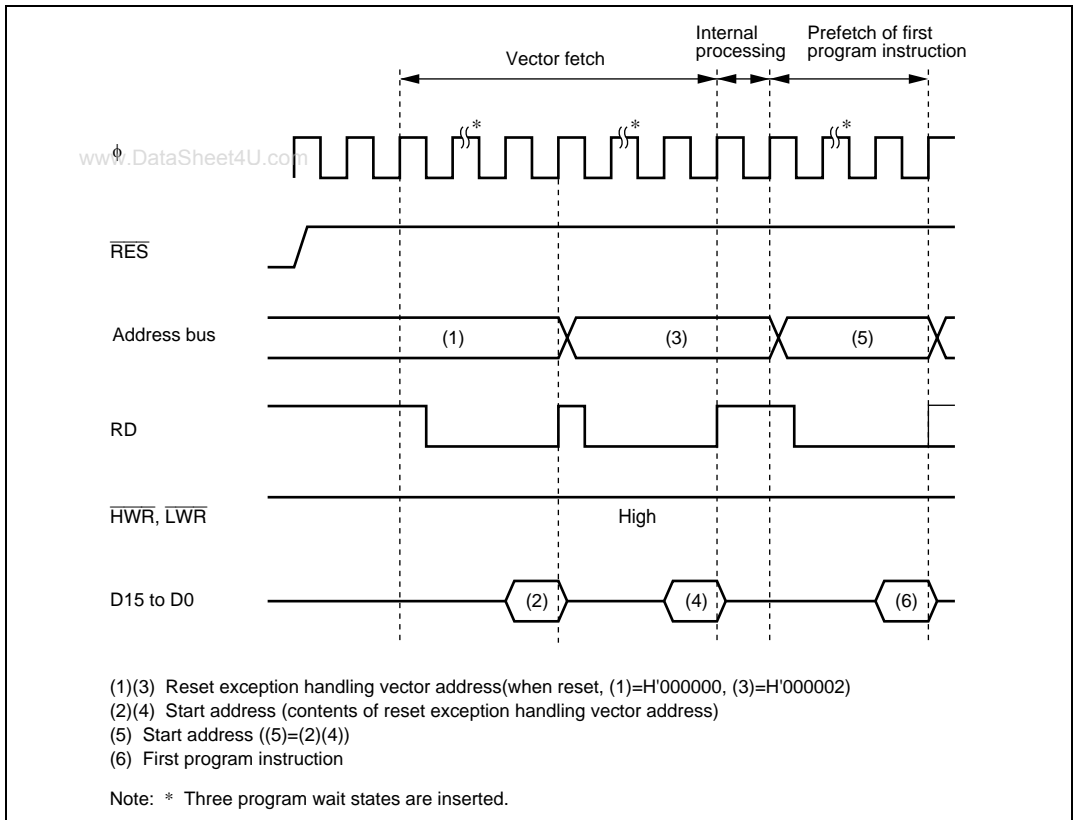 Internal processing
Prefetch of first program instruction
Vector fetch
*
*
*
φ
www.DataSheet4U.com
RES
Address bus
(1)
(3)
(5)
RD
HWR, LWR
High
D15 to D0
(2)
(4)
(6)
(1)(3) Reset exception handling vector address(when reset, (1)=H'000000, (3)=H'000002)
(2)(4) Start address (contents of reset exception handling vector address)
(5) Start address ((5)=(2)(4))
(6) First program instruction
Note: * Three program wait states are inserted.